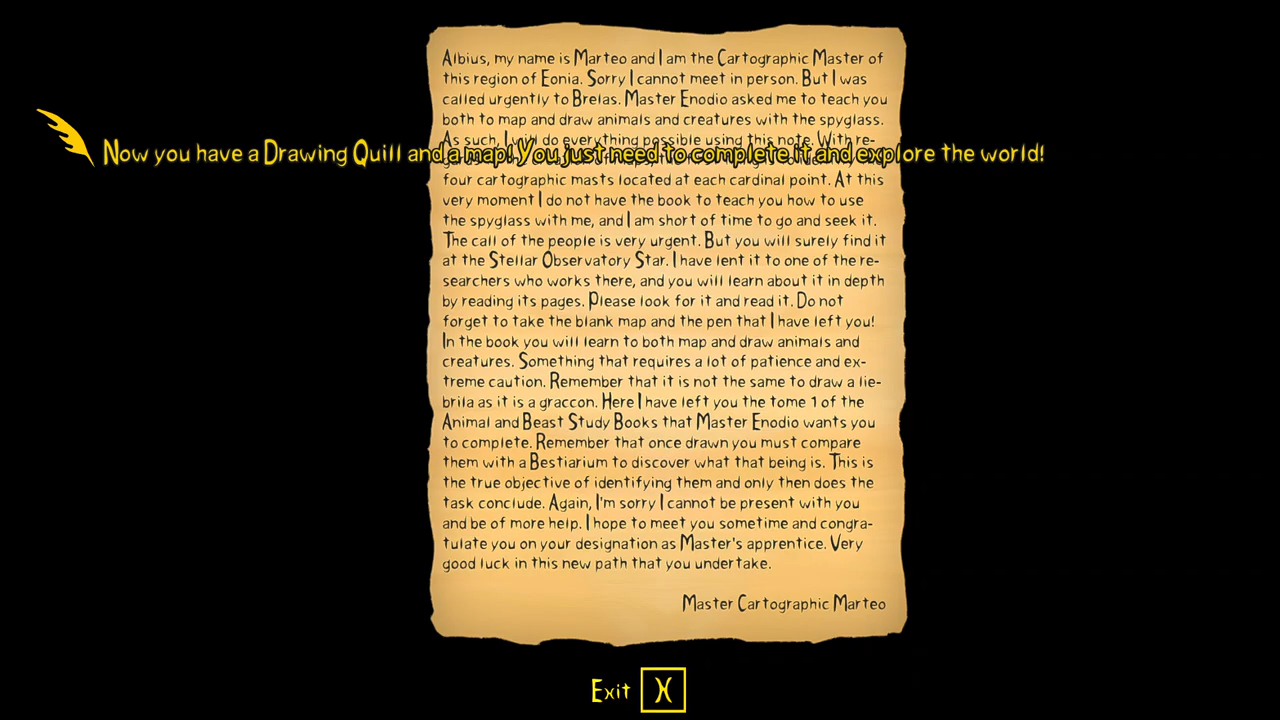 Albius, my name is Marteo and I am the Cartographic Master of
this region of Eonia. Sorry I cannot meet in person. But I was
called urgently to Brelas. Master Enodio asked me to teach you
both to map and draw animals and creatures with the spyglass.
As such, I will do everything possible using this note. With re-
Now you have a Drawing Quill and a map! You just need to complete it and explore the world!
four cartographic masts located at each cardinal point. At this
very moment I do not have the book to teach you how to use
the spyglass with me, and I am short of time to go and seek it.
The call of the people is very urgent. But you will surely find it
at the Stellar Observatory Star. I have lent it to one of the re-
searchers who works there, and you will learn about it in depth
by reading its pages. Please look for it and read it. Do not
forget to take the blank map and the pen that I have left you!
In the book you will learn to both map and draw animals and
creatures. Something that requires a lot of patience and ex-
treme caution. Remember that it is not the same to draw a lie-
brila as it is a graccon. Here I have left you the tome 1 of the
Animal and Beast Study Books that Master Enodio wants you
to complete. Remember that once drawn you must compare
them with a Bestiarium to discover what that being is. This is
the true objective of identifying them and only then does the
task conclude. Again, I'm sorry I cannot be present with you
and be of more help. I hope to meet you sometime and congra-
tulate you on your designation as Master's apprentice. Very
good luck in this new path that you undertake.
Master Cartographic Marteo
Exit